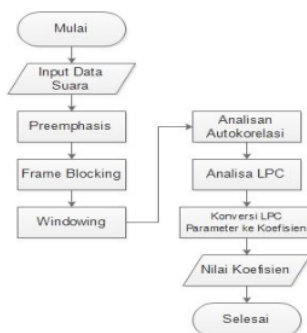 Mulai
Input Data
Suara
Preemphasis
Frame Blocking
Windowing
Analisan
Autokorelasi
Analisa LPC
Konversi LPC
Parameter ke Koefisien
Nilai Koefisien
Selesai